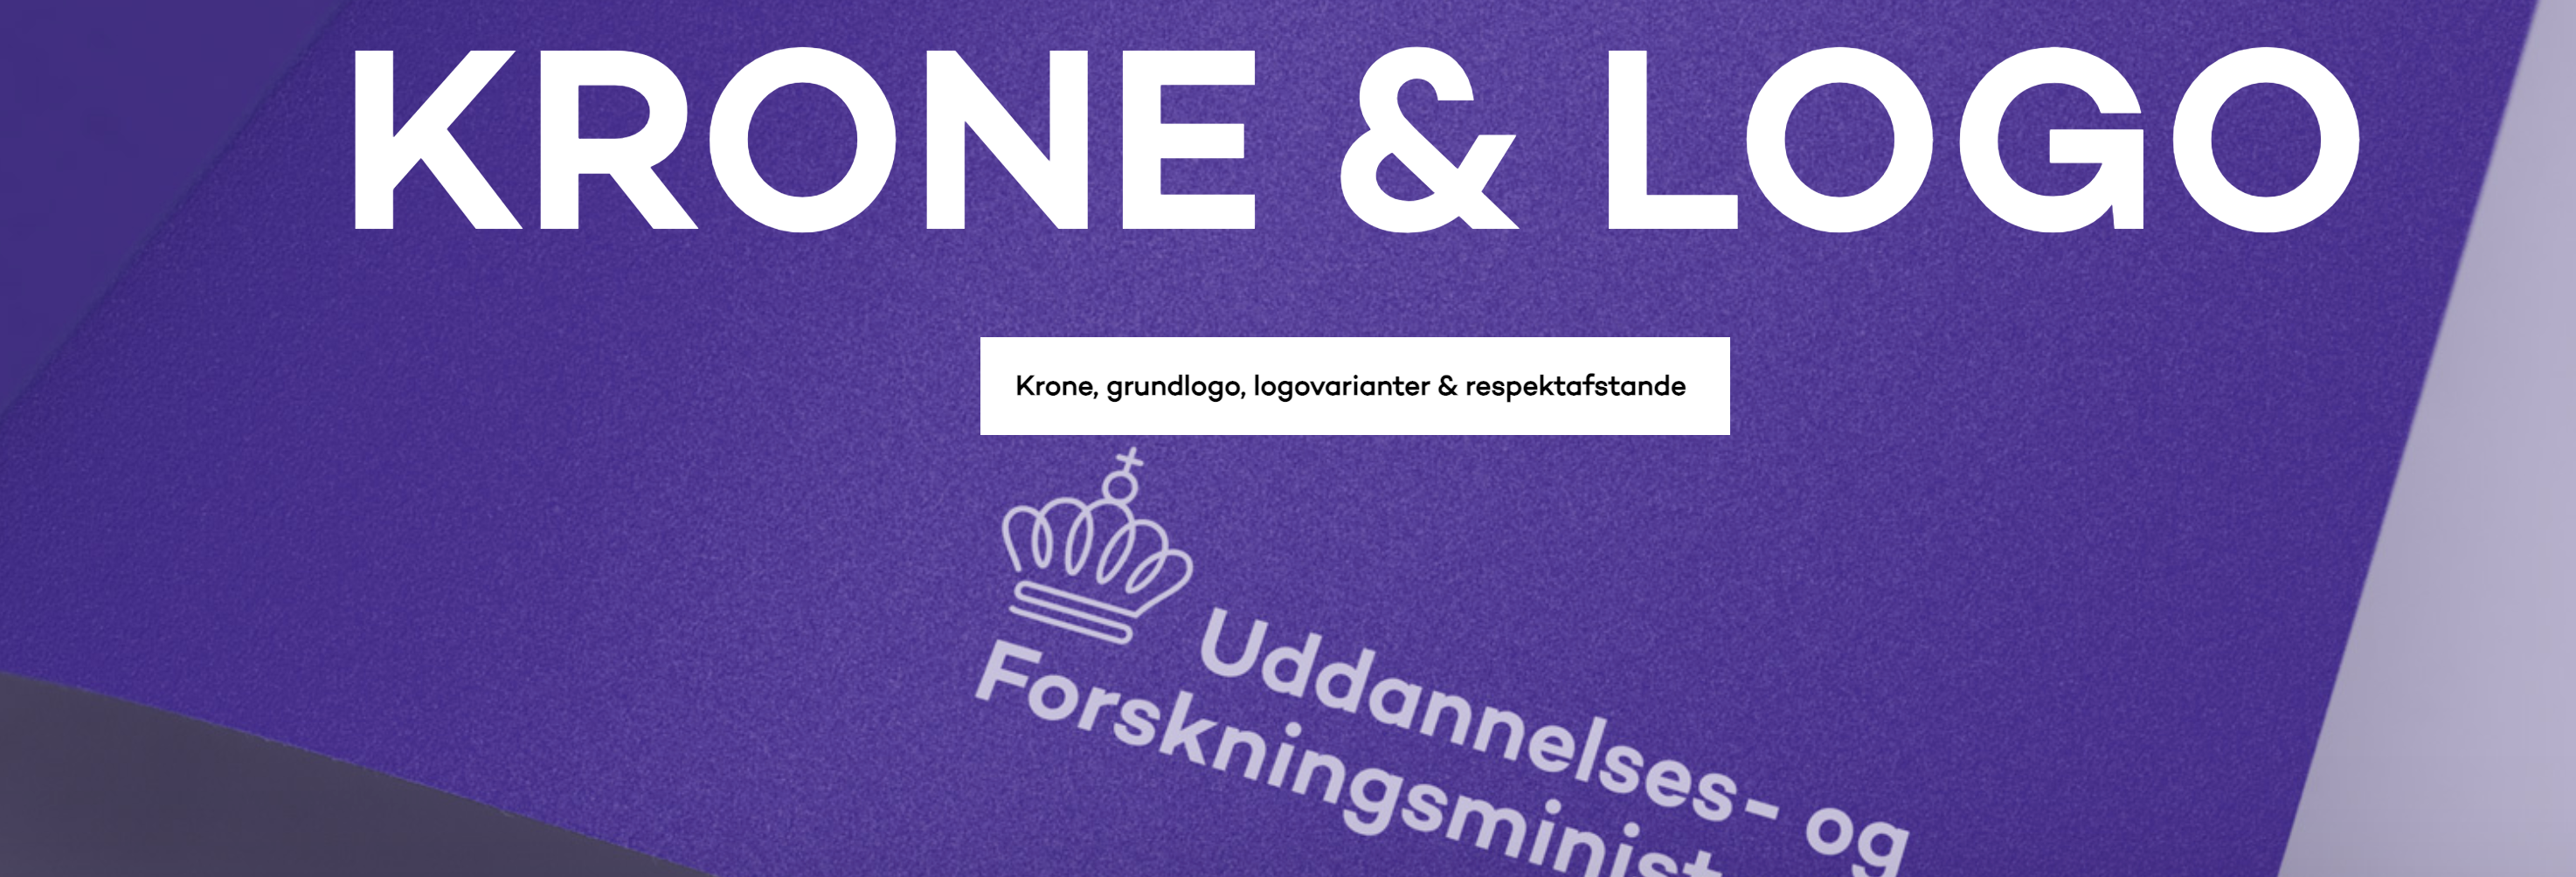 KRONE & LOGO
Krone, grundlogo, logovarianter & respektafstande
Uddannelses- og
Forskningsminist